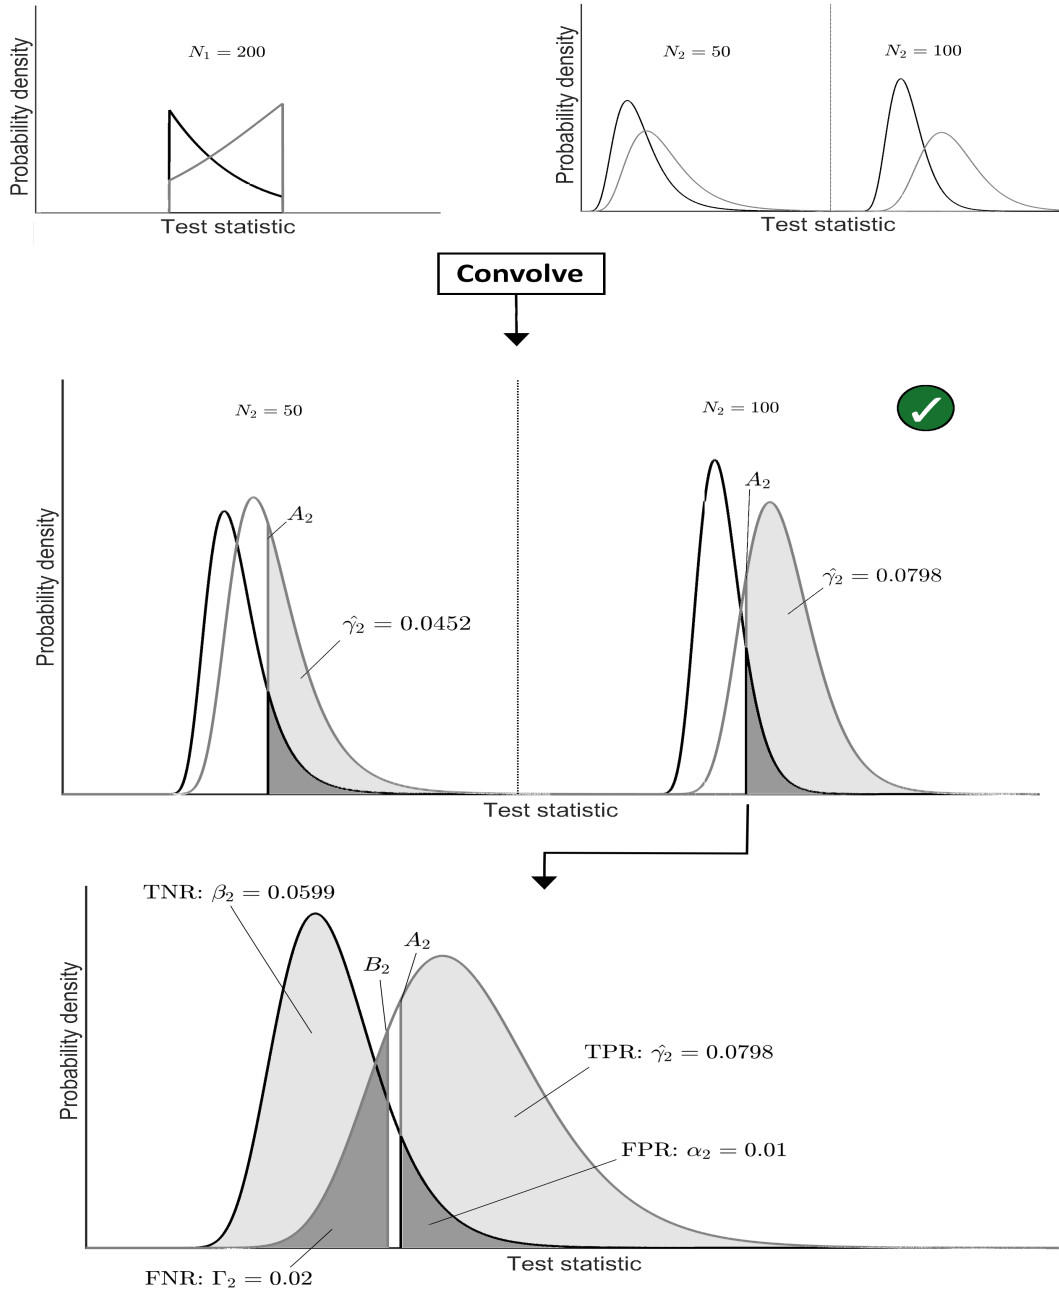 Probability density
N₁ = 200
Test statistic
Probability density
N₂ = 50
N₂ = 100
Test statistic
Convolve
Probability density
N₂ = 50
N₂ = 100
A₂
A₂
γ̂₂ = 0.0452
γ̂₂ = 0.0798
Test statistic
Probability density
TNR: β₂ = 0.0599
B₂
A₂
TPR: γ̂₂ = 0.0798
FPR: α₂ = 0.01
Test statistic
FNR: Γ₂ = 0.02